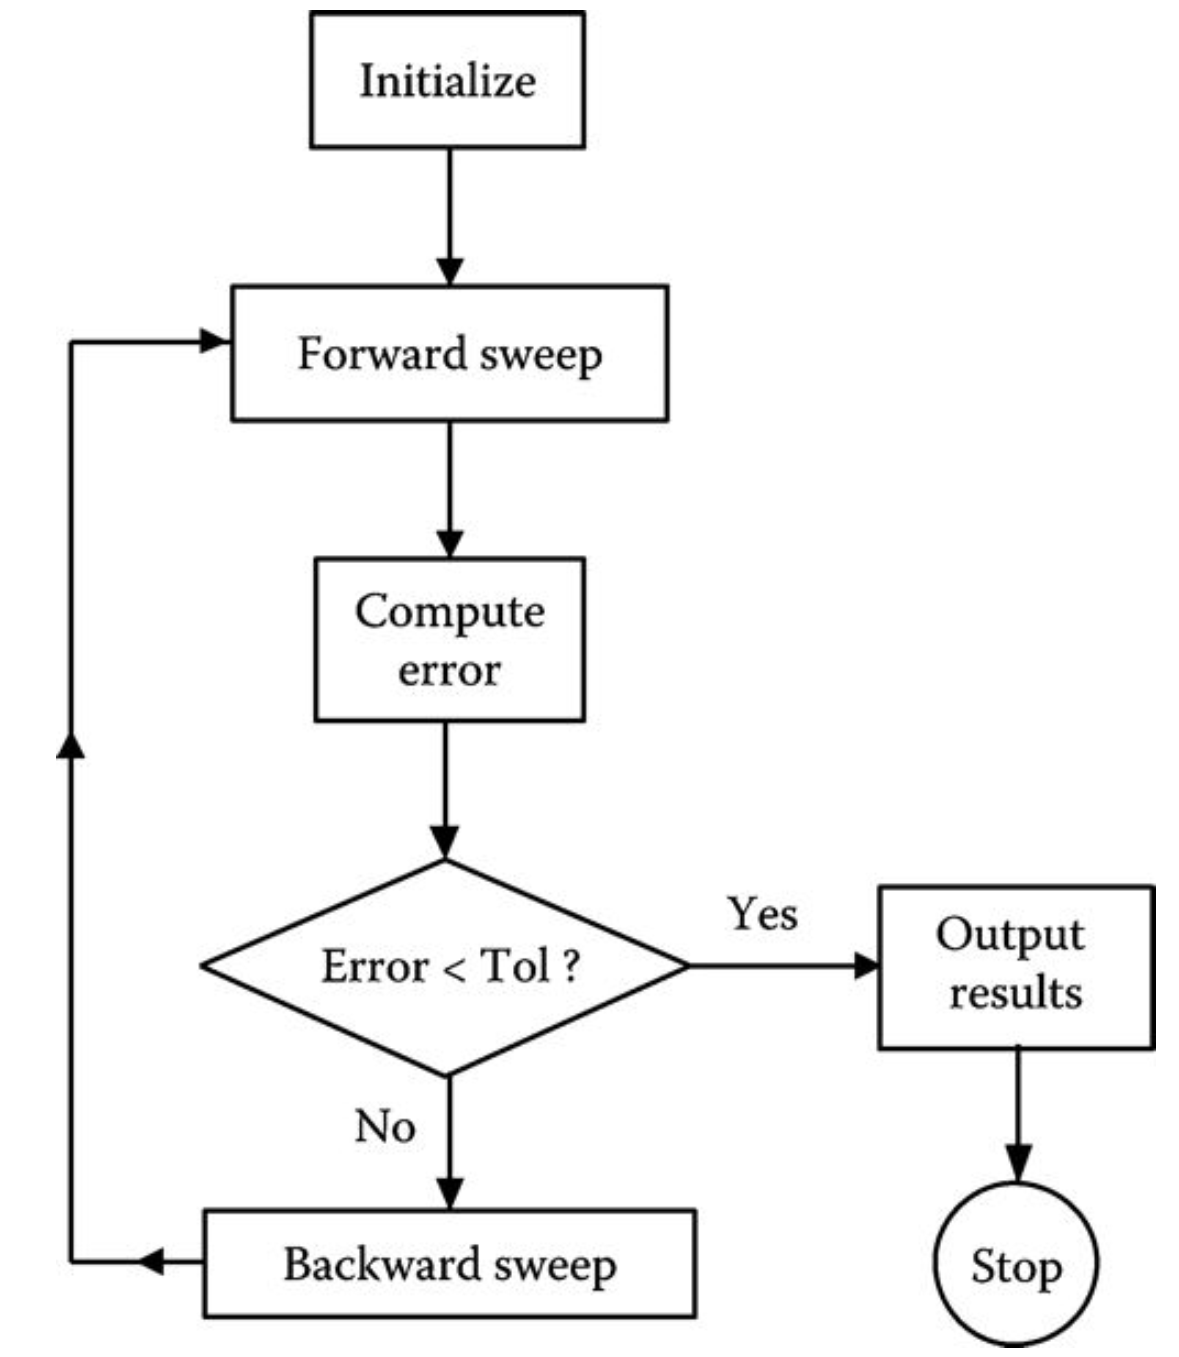 Initialize
Forward sweep
Compute
error
Error < Tol ?
Yes
Output
results
No
Backward sweep
Stop